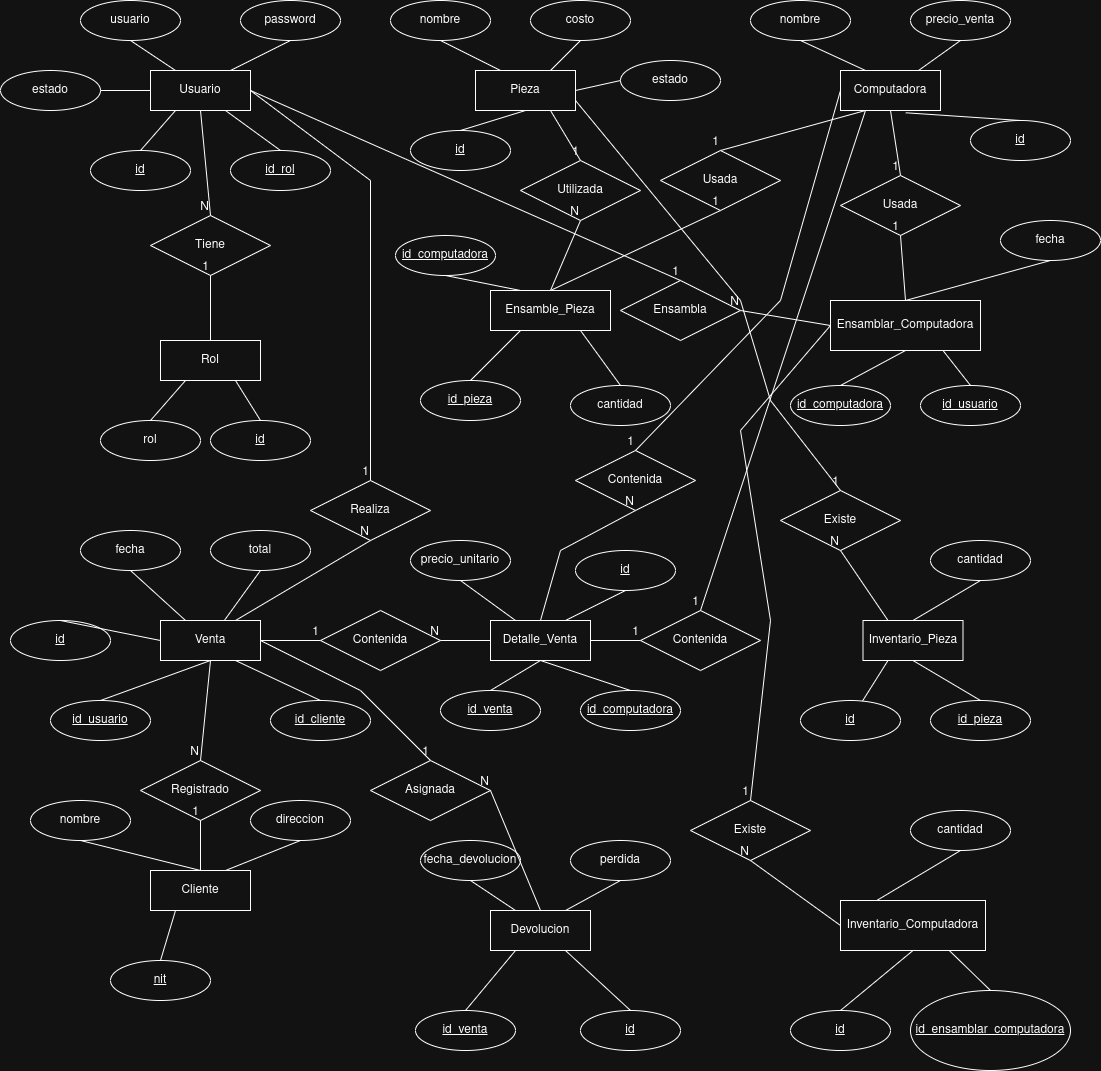 usuario
password
nombre
costo
nombre
precio_venta
estado
Usuario
Pieza
estado
Computadora
id
id_rol
id
id
1
1
Utilizada
N
Usada
1
1
Usada
1
N
Tiene
1
id_computadora
fecha
Ensamble_Pieza
1
Ensambla
N
Ensamblar_Computadora
Rol
id_pieza
cantidad
id_computadora
id_usuario
rol
id
1
Contenida
N
1
Realiza
N
1
Existe
N
fecha
total
precio_unitario
id
cantidad
id
Venta
1
Contenida
N
Detalle_Venta
1
Contenida
1
Inventario_Pieza
id_usuario
id_cliente
id_venta
id_computadora
id
id_pieza
N
Registrado
1
1
Asignada
N
1
Existe
N
nombre
direccion
fecha_devolucion
perdida
cantidad
Cliente
Devolucion
Inventario_Computadora
nit
id_venta
id
id
id_ensamblar_computadora